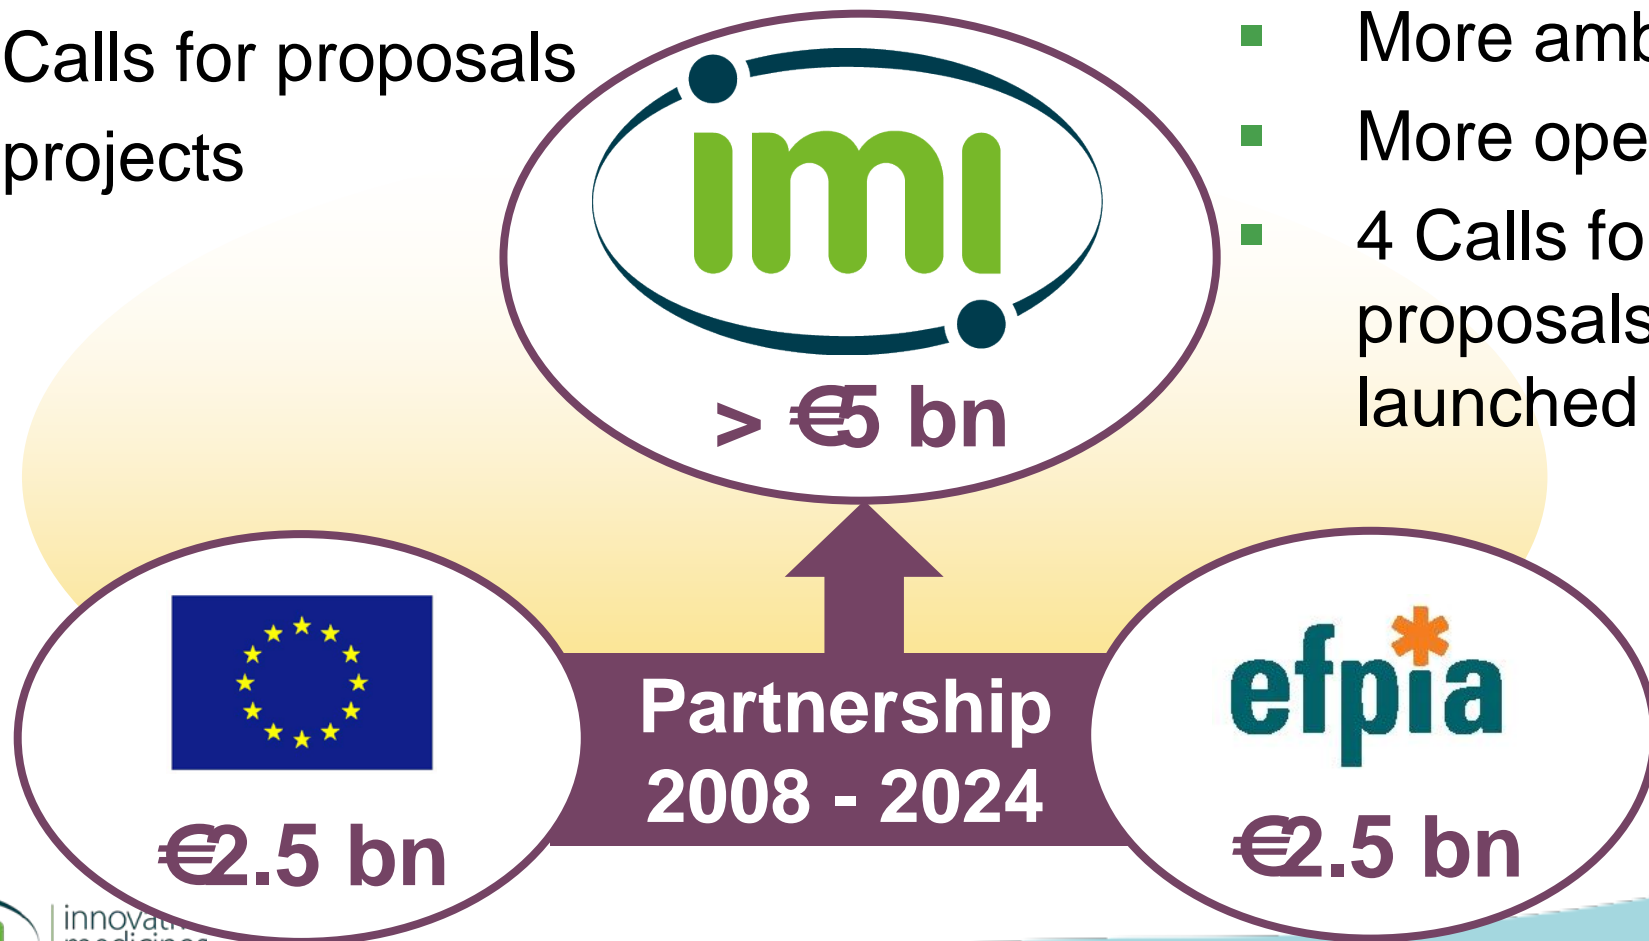 Calls for proposals
projects
▪ More amb
▪ More ope
▪ 4 Calls fo
proposals
launched
imi
> €5 bn
efpia
Partnership
2008 - 2024
€2.5 bn
€2.5 bn